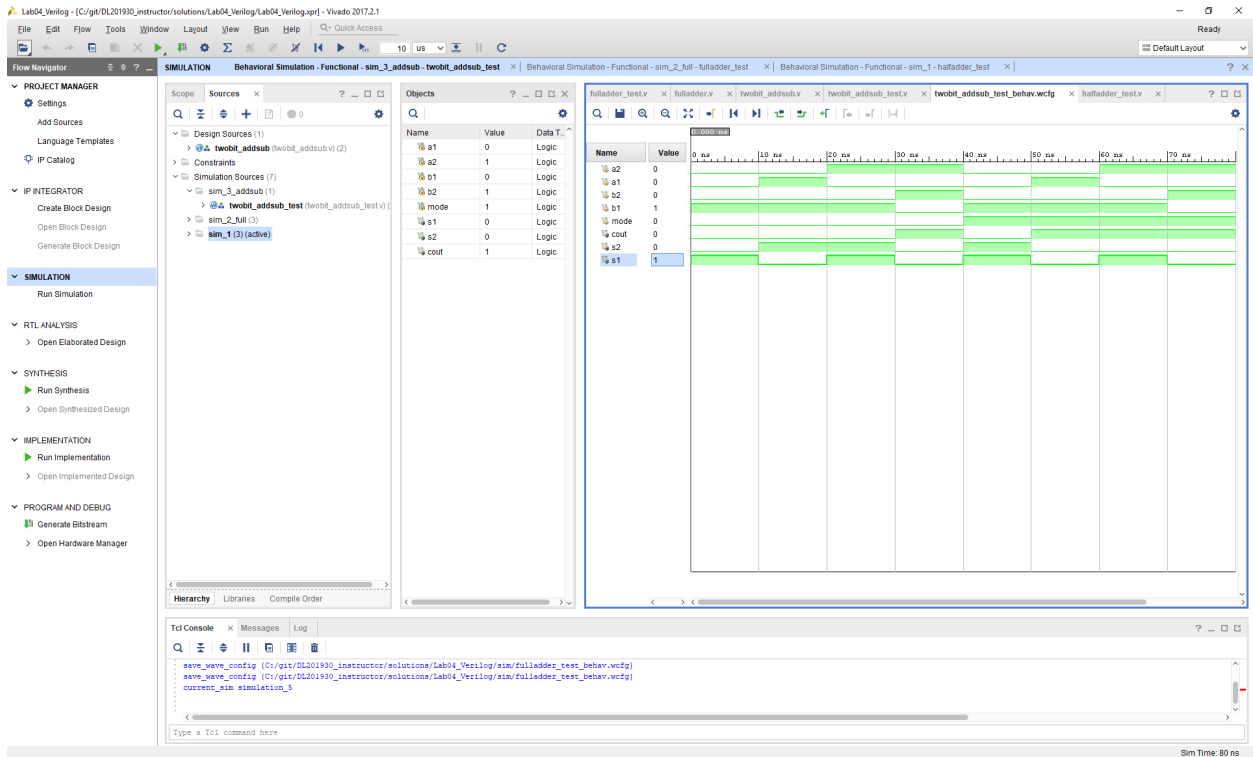 Lab04_Verilog - [C:/git/DL201930_instructor/solutions/Lab04_Verilog/Lab04_Verilog.xpr] - Vivado 2017.2.1
File Edit Flow Tools Window Layout View Run Help Quick Access
Ready
10 us
Default Layout
Flow Navigator
PROJECT MANAGER
Settings
Add Sources
Language Templates
IP Catalog
IP INTEGRATOR
Create Block Design
Open Block Design
Generate Block Design
SIMULATION
Run Simulation
RTL ANALYSIS
Open Elaborated Design
SYNTHESIS
Run Synthesis
Open Synthesized Design
IMPLEMENTATION
Run Implementation
Open Implemented Design
PROGRAM AND DEBUG
Generate Bitstream
Open Hardware Manager
SIMULATION Behavioral Simulation - Functional - sim_3_addsub - twobit_addsub_test Behavioral Simulation - Functional - sim_2_full - fulladder_test Behavioral Simulation - Functional - sim_1 - halfadder_test
Scope Sources
0
Design Sources (1)
twobit_addsub (twobit_addsub.v) (2)
Constraints
Simulation Sources (7)
sim_3_addsub (1)
twobit_addsub_test (twobit_addsub_test.v) (
sim_2_full (3)
sim_1 (3) (active)
Hierarchy Libraries Compile Order
Objects
Name Value Data T...
a1 0 Logic
a2 1 Logic
b1 0 Logic
b2 1 Logic
mode 1 Logic
s1 0 Logic
s2 0 Logic
cout 1 Logic
fulladder_test.v fulladder.v twobit_addsub.v twobit_addsub_test.v twobit_addsub_test_behav.wcfg halfadder_test.v
0.000 ns
Name Value
0 ns 10 ns 20 ns 30 ns 40 ns 50 ns 60 ns 70 ns
a2 0
a1 0
b2 0
b1 1
mode 0
cout 0
s2 0
s1 1
Tcl Console Messages Log
save_wave_config {C:/git/DL201930_instructor/solutions/Lab04_Verilog/sim/fulladder_test_behav.wcfg}
save_wave_config {C:/git/DL201930_instructor/solutions/Lab04_Verilog/sim/fulladder_test_behav.wcfg}
current_sim simulation_5
Type a Tcl command here
Sim Time: 80 ns